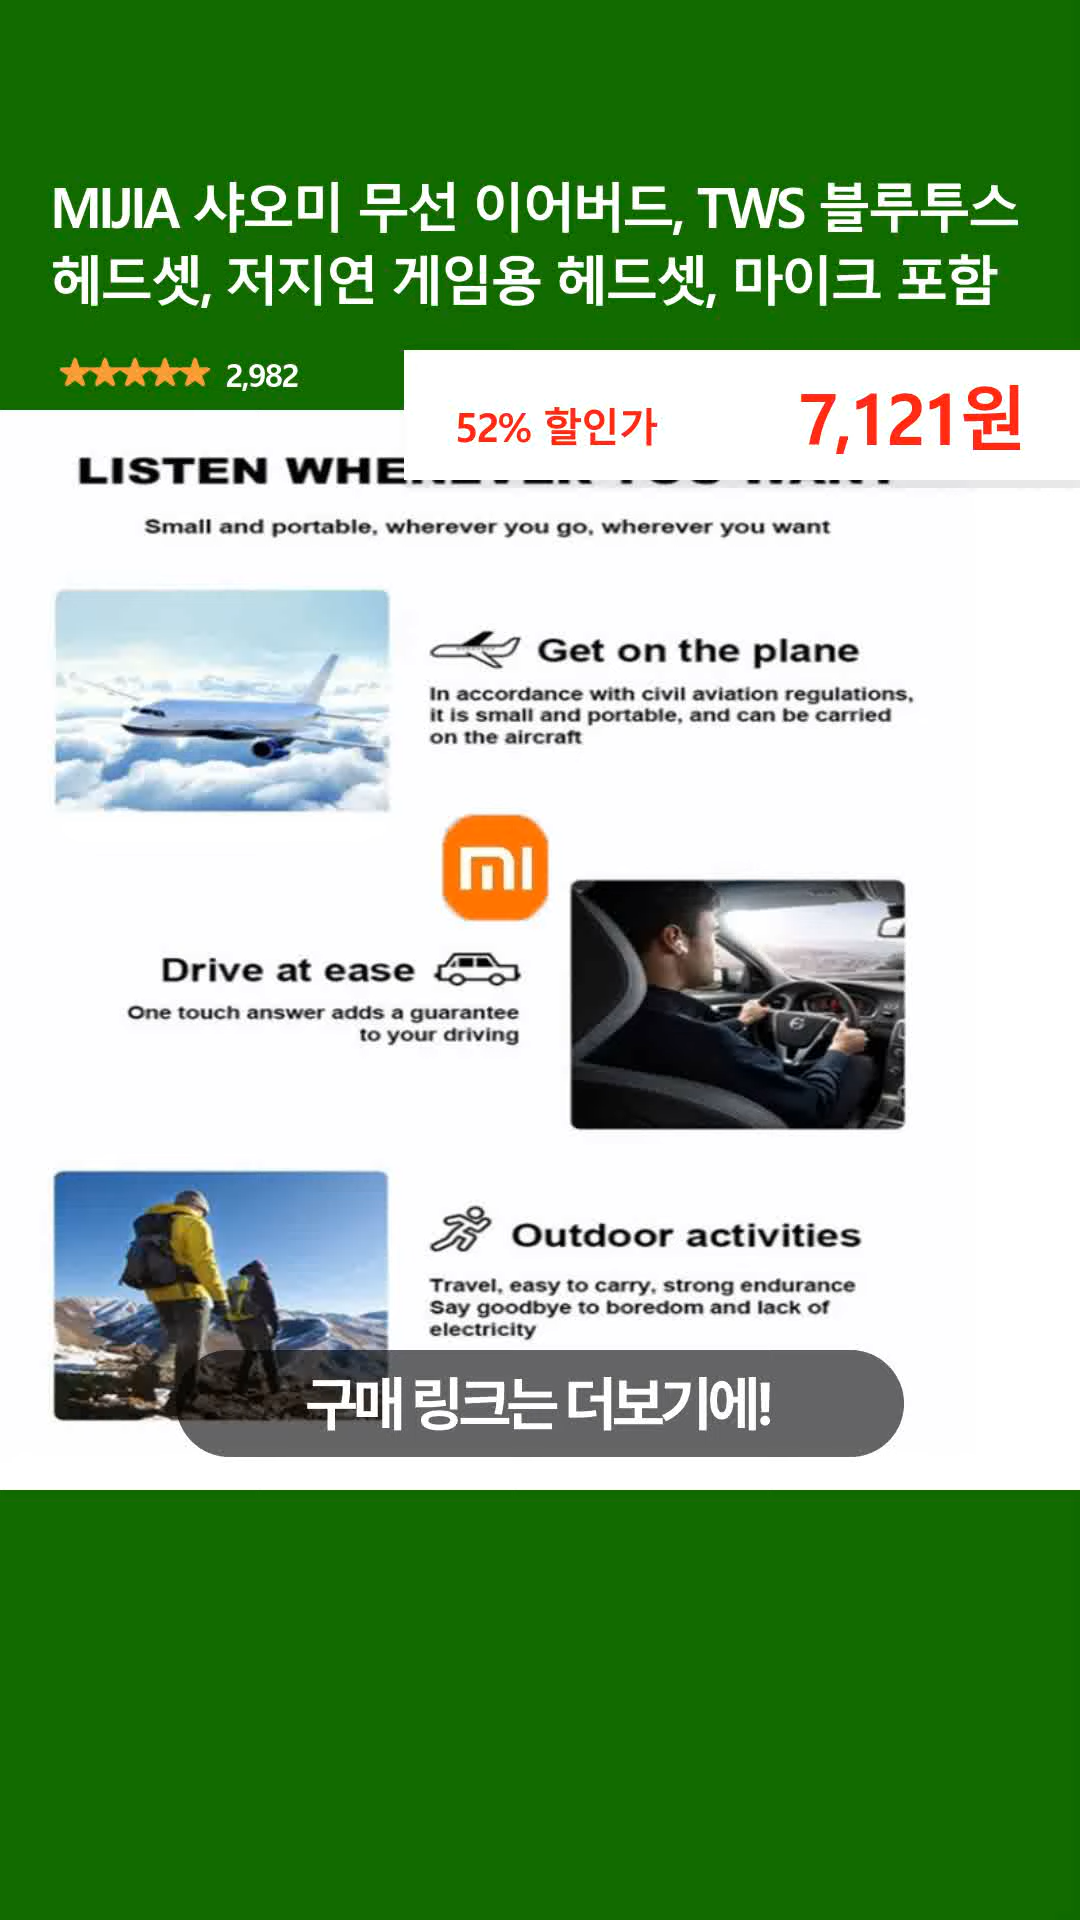 MIJIA 샤오미 무선 이어버드, TWS 블루투스
헤드셋, 저지연 게임용 헤드셋, 마이크 포함
2,982
52% 할인가
7,121원
LISTEN
Small and portable, wherever you go, wherever you want
Get on the plane
In accordance with civil aviation regulations,
it is small and portable, and can be carried
on the aircraft
mi
Drive at ease
One touch answer adds a guarantee
to your driving
Outdoor activities
Travel, easy to carry, strong endurance
Say goodbye to boredom and lack of
electricity
구매 링크는 더보기에!